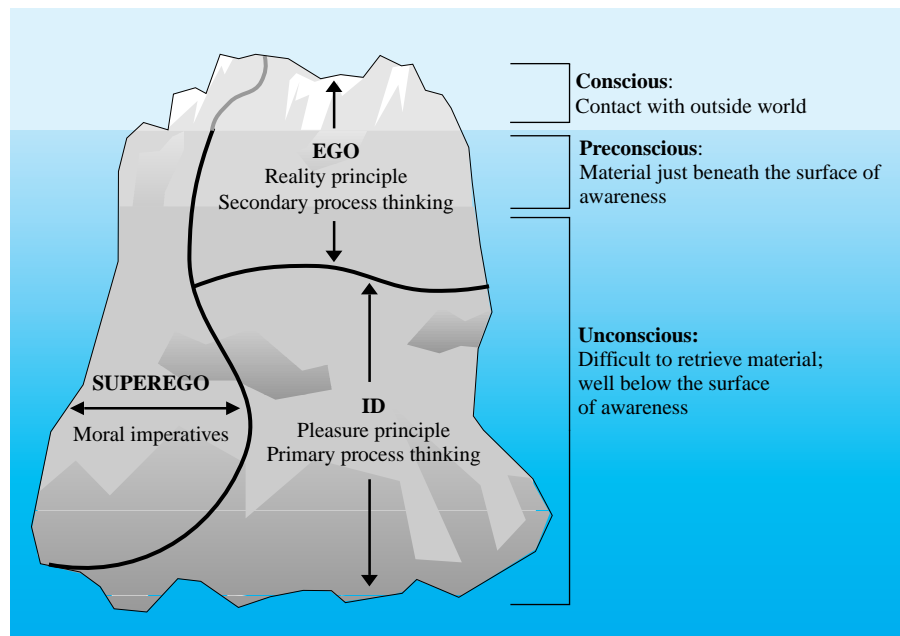 Conscious:
Contact with outside world
Preconscious:
Material just beneath the surface of
awareness
EGO
Reality principle
Secondary process thinking
Unconscious:
Difficult to retrieve material;
well below the surface
of awareness
SUPEREGO
Moral imperatives
ID
Pleasure principle
Primary process thinking